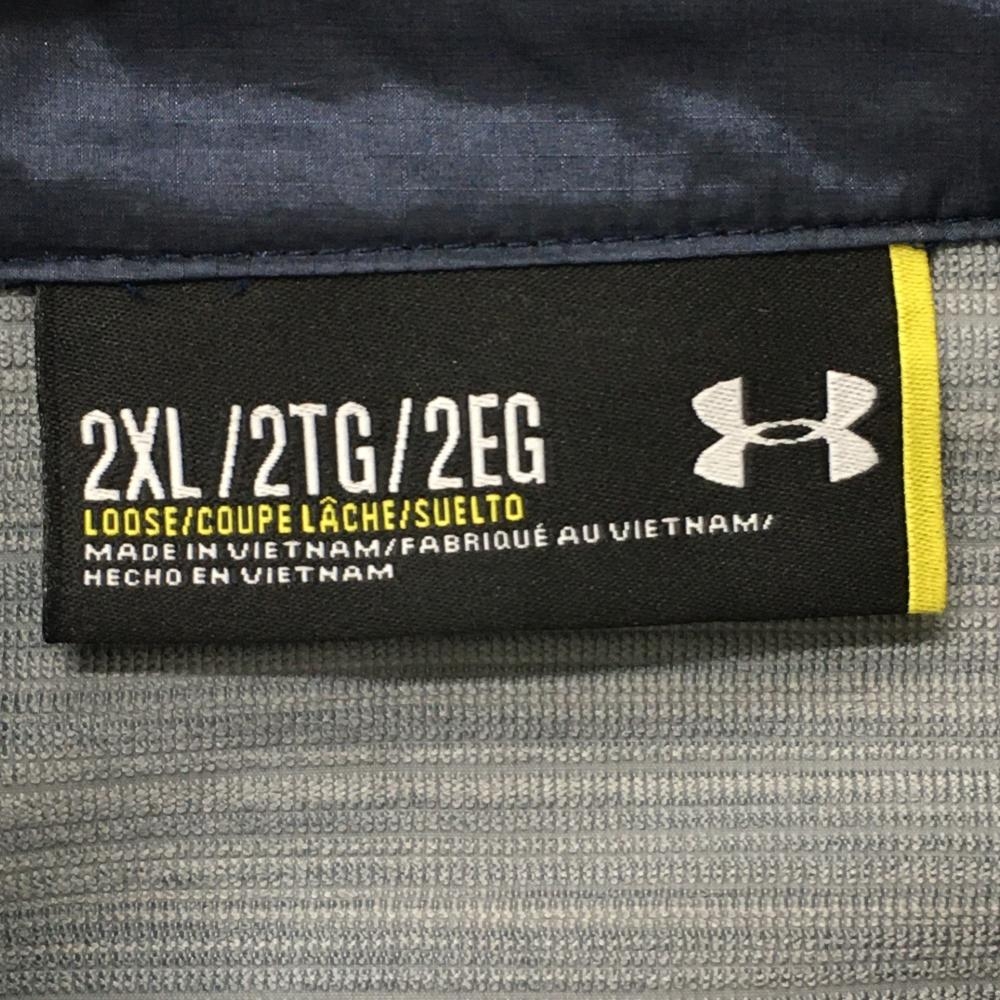 2XL/2TG/2EG
LOOSE/COUPE LÂCHE/SUELTO
MADE IN VIETNAM/FABRIQUÉ AU VIETNAM/
HECHO EN VIETNAM